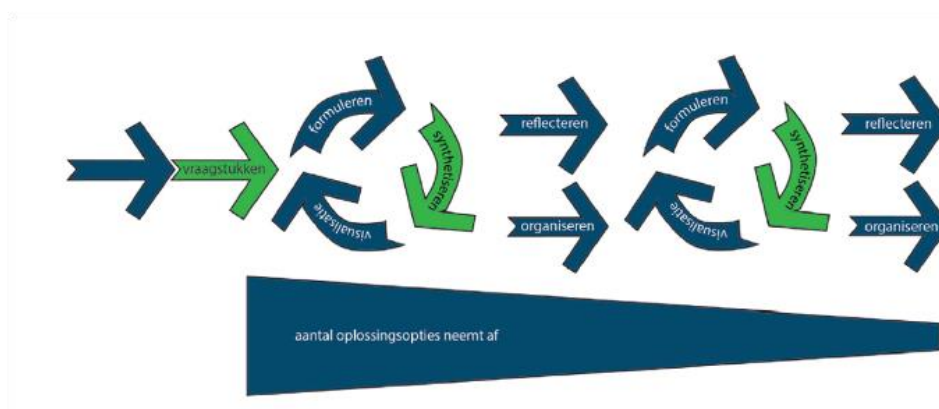 vraagstukken
formuleren
synthetiseren
visualisatie
reflecteren
organiseren
formuleren
synthetiseren
visualisatie
reflecteren
organiseren
aantal oplossingsopties neemt af